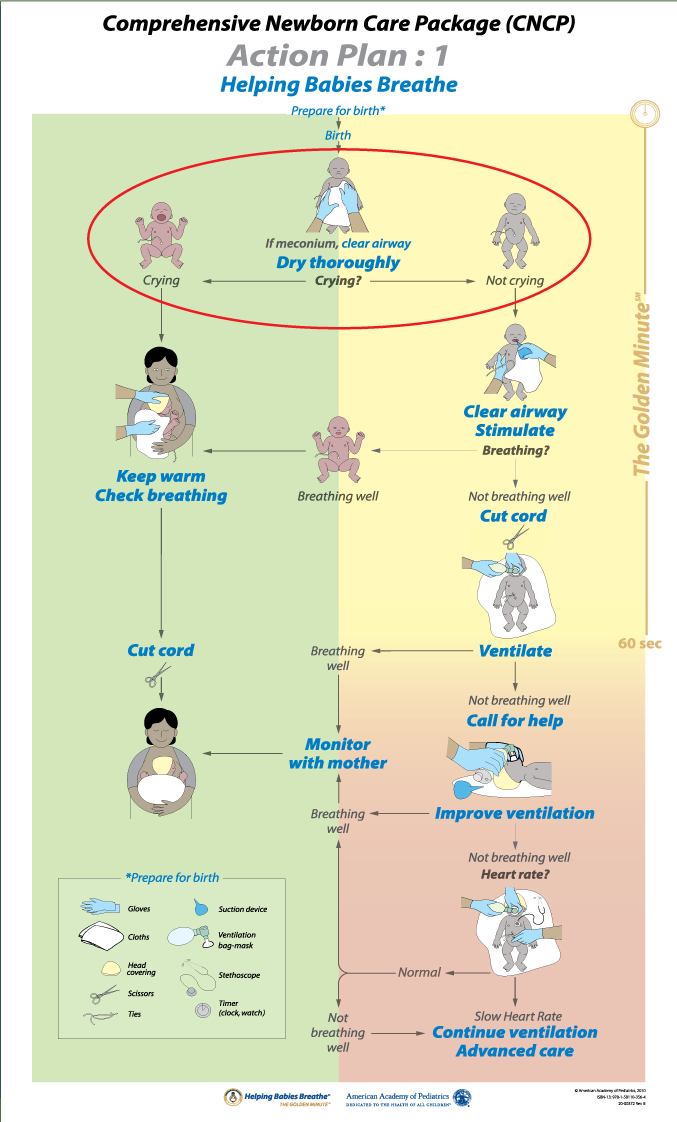 Comprehensive Newborn Care Package (CNCP)
Action Plan : 1
Helping Babies Breathe
Prepare for birth*
Birth
If meconium, clear airway
Dry thoroughly
Crying
Crying?
Not crying
The Golden Minute℠
Clear airway
Stimulate
Breathing?
Keep warm
Check breathing
Breathing well
Not breathing well
Cut cord
60 sec
Cut cord
Breathing
well
Ventilate
Not breathing well
Call for help
Monitor
with mother
Breathing
well
Improve ventilation
Not breathing well
Heart rate?
*Prepare for birth
Gloves
Suction device
Cloths
Ventilation
bag-mask
Head
covering
Stethoscope
Scissors
Ties
Timer
(clock, watch)
Normal
Not
breathing
well
Slow Heart Rate
Continue ventilation
Advanced care
Helping Babies Breathe®
THE GOLDEN MINUTE℠
American Academy of Pediatrics
DEDICATED TO THE HEALTH OF ALL CHILDREN®
© American Academy of Pediatrics, 2010